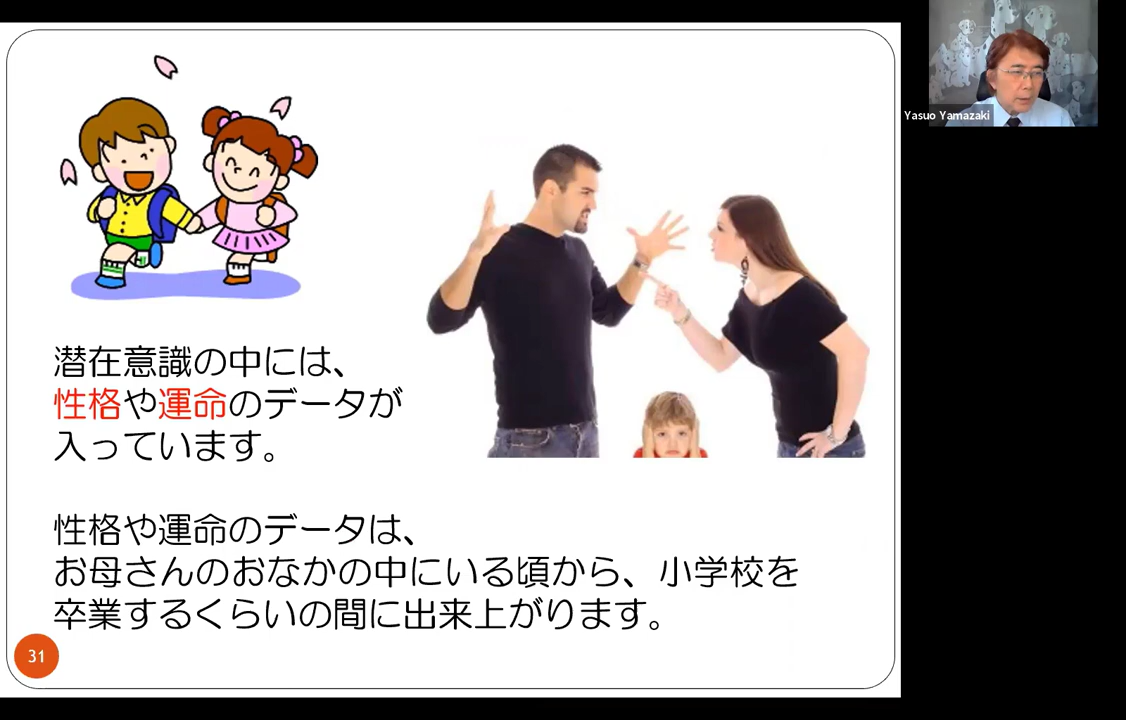 Yasuo Yamazaki
潜在意識の中には、
性格や運命のデータが
入っています。
性格や運命のデータは、
お母さんのおなかの中にいる頃から、小学校を
卒業するくらいの間に出来上がります。
31